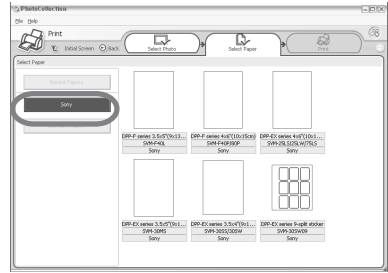 PhotoCollection
File Help
Print
Initial Screen Back
Select Photo
Select Paper
Print
Select Paper
Recent Papers
Sony
DPP-F series 3.5x5"(9x13...
SVM-F40L
Sony
DPP-F series 4x6"(10x15cm)
SVM-F40P/80P
Sony
DPP-EX series 4x6"(10x1...
SVM-25LS/25LW/75LS
Sony
DPP-EX series 3.5x5"(9x1...
SVM-30MS
Sony
DPP-EX series 3.5x4"(9x1...
SVM-30SS/30SW
Sony
DPP-EX series 9-split sticker
SVM-30SW09
Sony